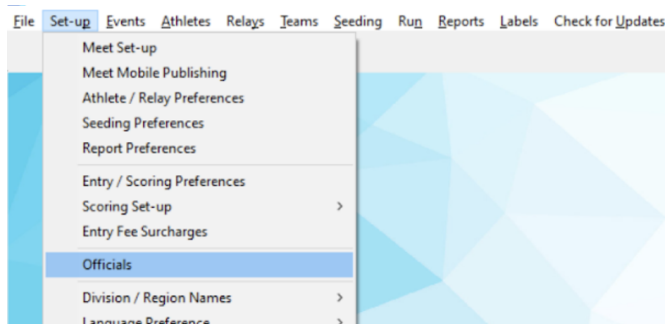 File Set-up Events Athletes Relays Teams Seeding Run Reports Labels Check for Updates
Meet Set-up
Meet Mobile Publishing
Athlete / Relay Preferences
Seeding Preferences
Report Preferences
Entry / Scoring Preferences
Scoring Set-up
Entry Fee Surcharges
Officials
Division / Region Names
Language Preference